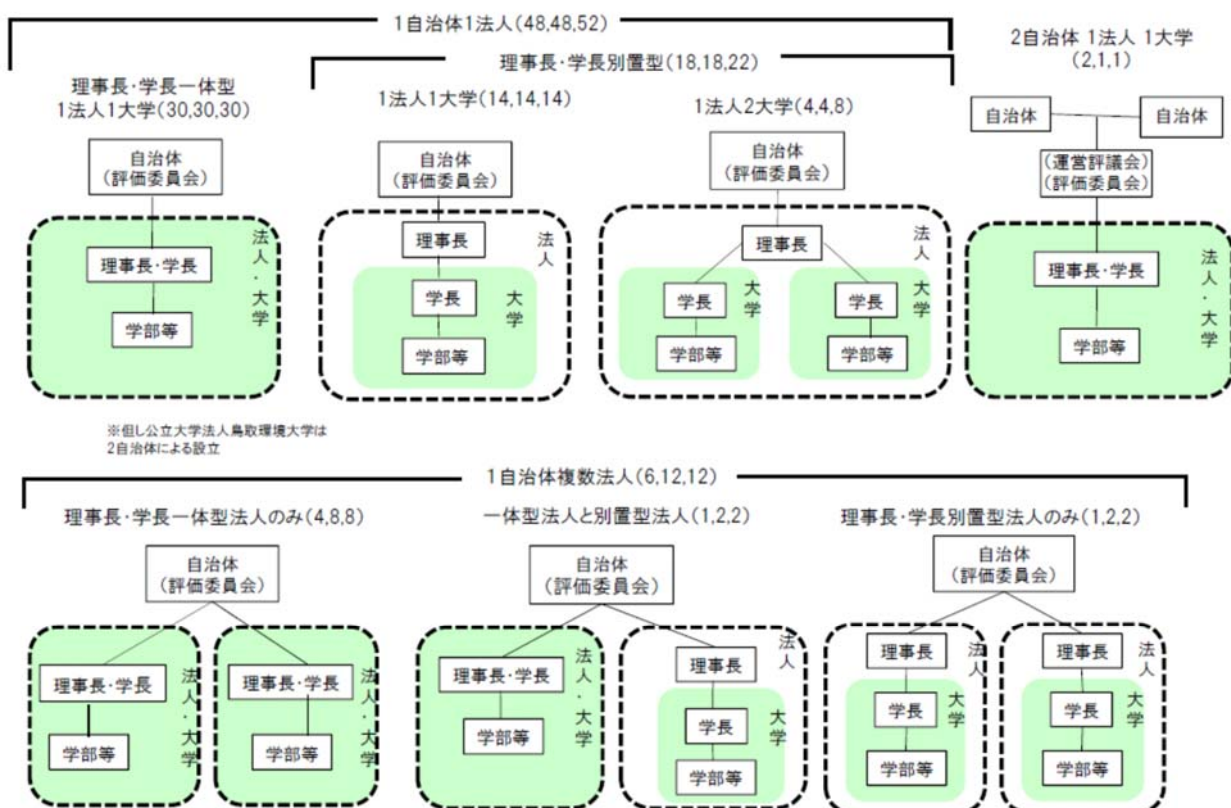 1自治体1法人(48,48,52)
2自治体 1法人 1大学
(2,1,1)
理事長・学長別置型(18,18,22)
理事長・学長一体型
1法人1大学(30,30,30)
1法人1大学(14,14,14)
1法人2大学(4,4,8)
自治体
(評価委員会)
理事長・学長
学部等
法人・大学
自治体
(評価委員会)
理事長
学長
学部等
大学
法人
自治体
(評価委員会)
理事長
学長
学部等
大学
学長
学部等
大学
法人
自治体
自治体
(運営評議会)
(評価委員会)
理事長・学長
学部等
法人・大学
※但し公立大学法人鳥取環境大学は
2自治体による設立
1自治体複数法人(6,12,12)
理事長・学長一体型法人のみ(4,8,8)
一体型法人と別置型法人(1,2,2)
理事長・学長別置型法人のみ(1,2,2)
自治体
(評価委員会)
理事長・学長
学部等
法人・大学
理事長・学長
学部等
法人・大学
自治体
(評価委員会)
理事長・学長
学部等
法人・大学
理事長
学長
学部等
大学
法人
自治体
(評価委員会)
理事長
学長
学部等
大学
法人
理事長
学長
学部等
大学
法人